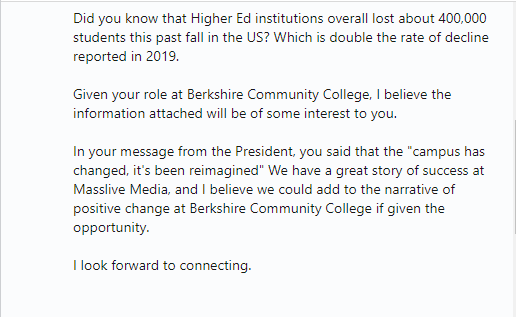 Did you know that Higher Ed institutions overall lost about 400,000
students this past fall in the US? Which is double the rate of decline
reported in 2019.
Given your role at Berkshire Community College, I believe the
information attached will be of some interest to you.
In your message from the President, you said that the "campus has
changed, it's been reimagined" We have a great story of success at
Masslive Media, and I believe we could add to the narrative of
positive change at Berkshire Community College if given the
opportunity.
I look forward to connecting.